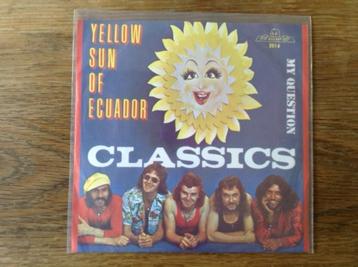 YELLOW
SUN
OF
ECUADOR
MY QUESTION
CLASSICS